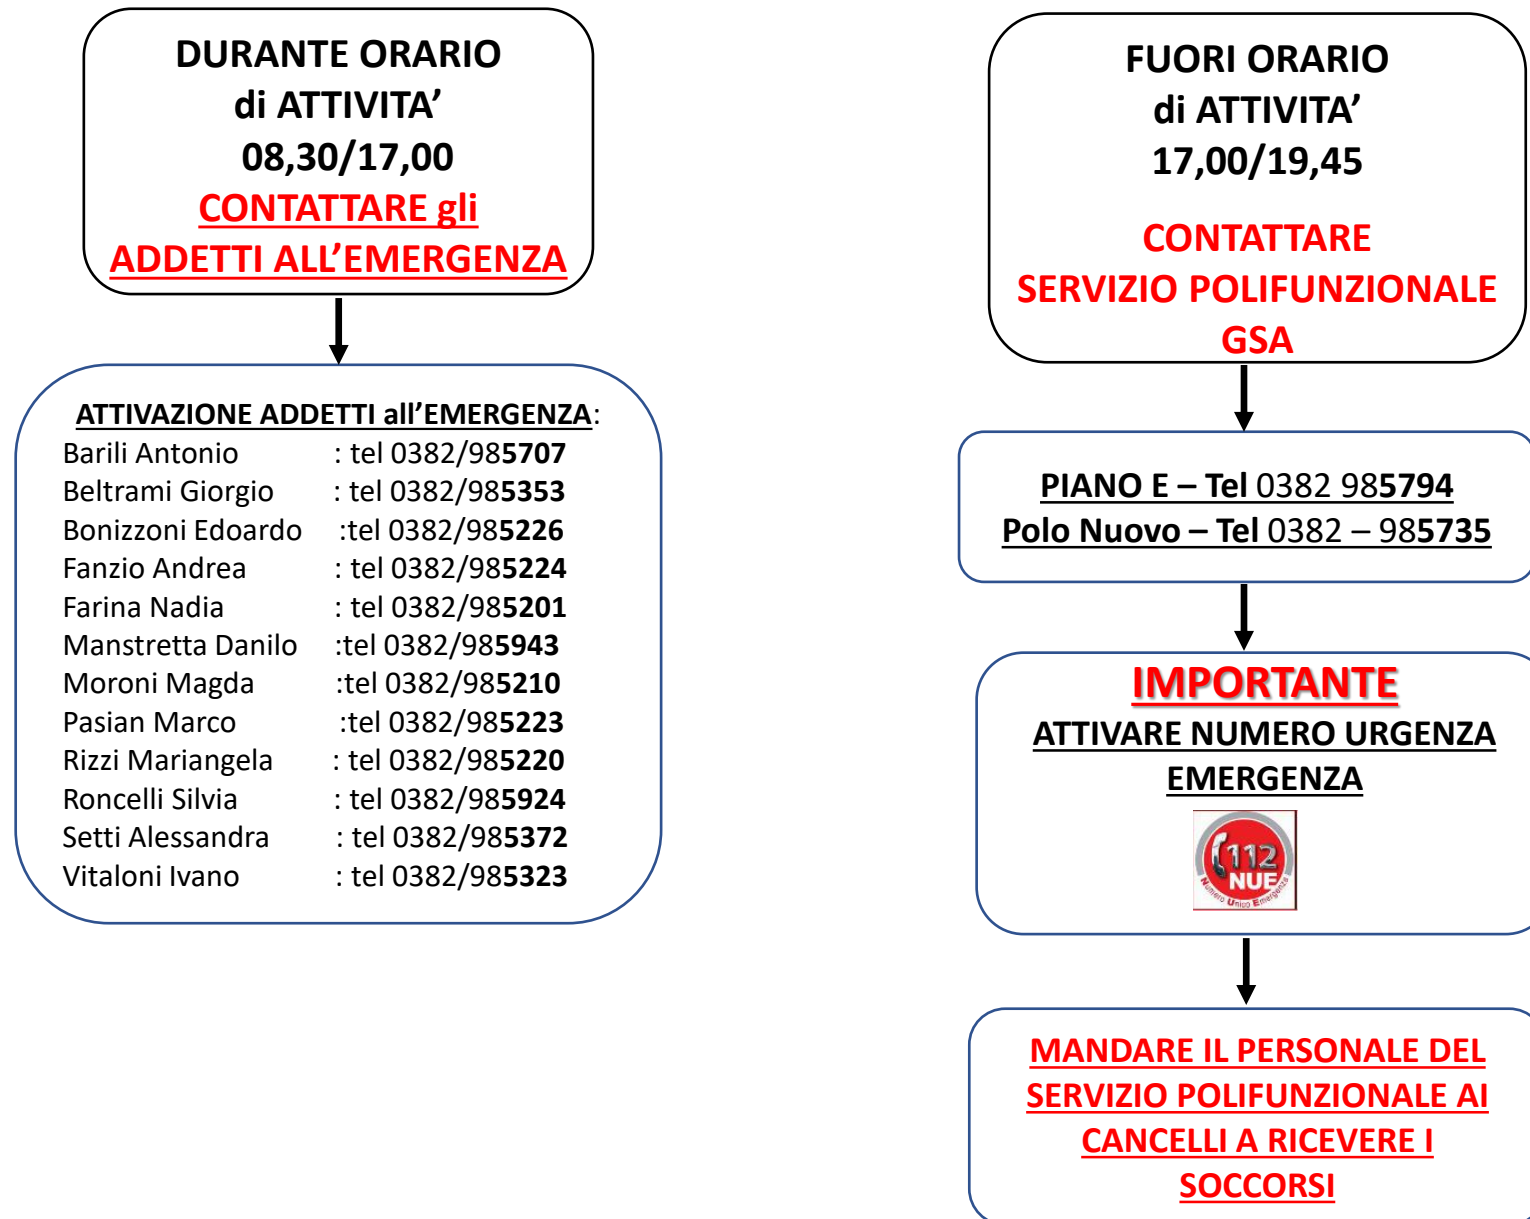 DURANTE ORARIO
di ATTIVITA’
08,30/17,00
CONTATTARE gli
ADDETTI ALL’EMERGENZA
ATTIVAZIONE ADDETTI all’EMERGENZA:
Barili Antonio : tel 0382/985707
Beltrami Giorgio : tel 0382/985353
Bonizzoni Edoardo :tel 0382/985226
Fanzio Andrea : tel 0382/985224
Farina Nadia : tel 0382/985201
Manstretta Danilo :tel 0382/985943
Moroni Magda :tel 0382/985210
Pasian Marco :tel 0382/985223
Rizzi Mariangela : tel 0382/985220
Roncelli Silvia : tel 0382/985924
Setti Alessandra : tel 0382/985372
Vitaloni Ivano : tel 0382/985323
FUORI ORARIO
di ATTIVITA’
17,00/19,45
CONTATTARE
SERVIZIO POLIFUNZIONALE
GSA
PIANO E – Tel 0382 985794
Polo Nuovo – Tel 0382 – 985735
IMPORTANTE
ATTIVARE NUMERO URGENZA
EMERGENZA
112
NUE
Numero Unico Emergenza
MANDARE IL PERSONALE DEL
SERVIZIO POLIFUNZIONALE AI
CANCELLI A RICEVERE I
SOCCORSI